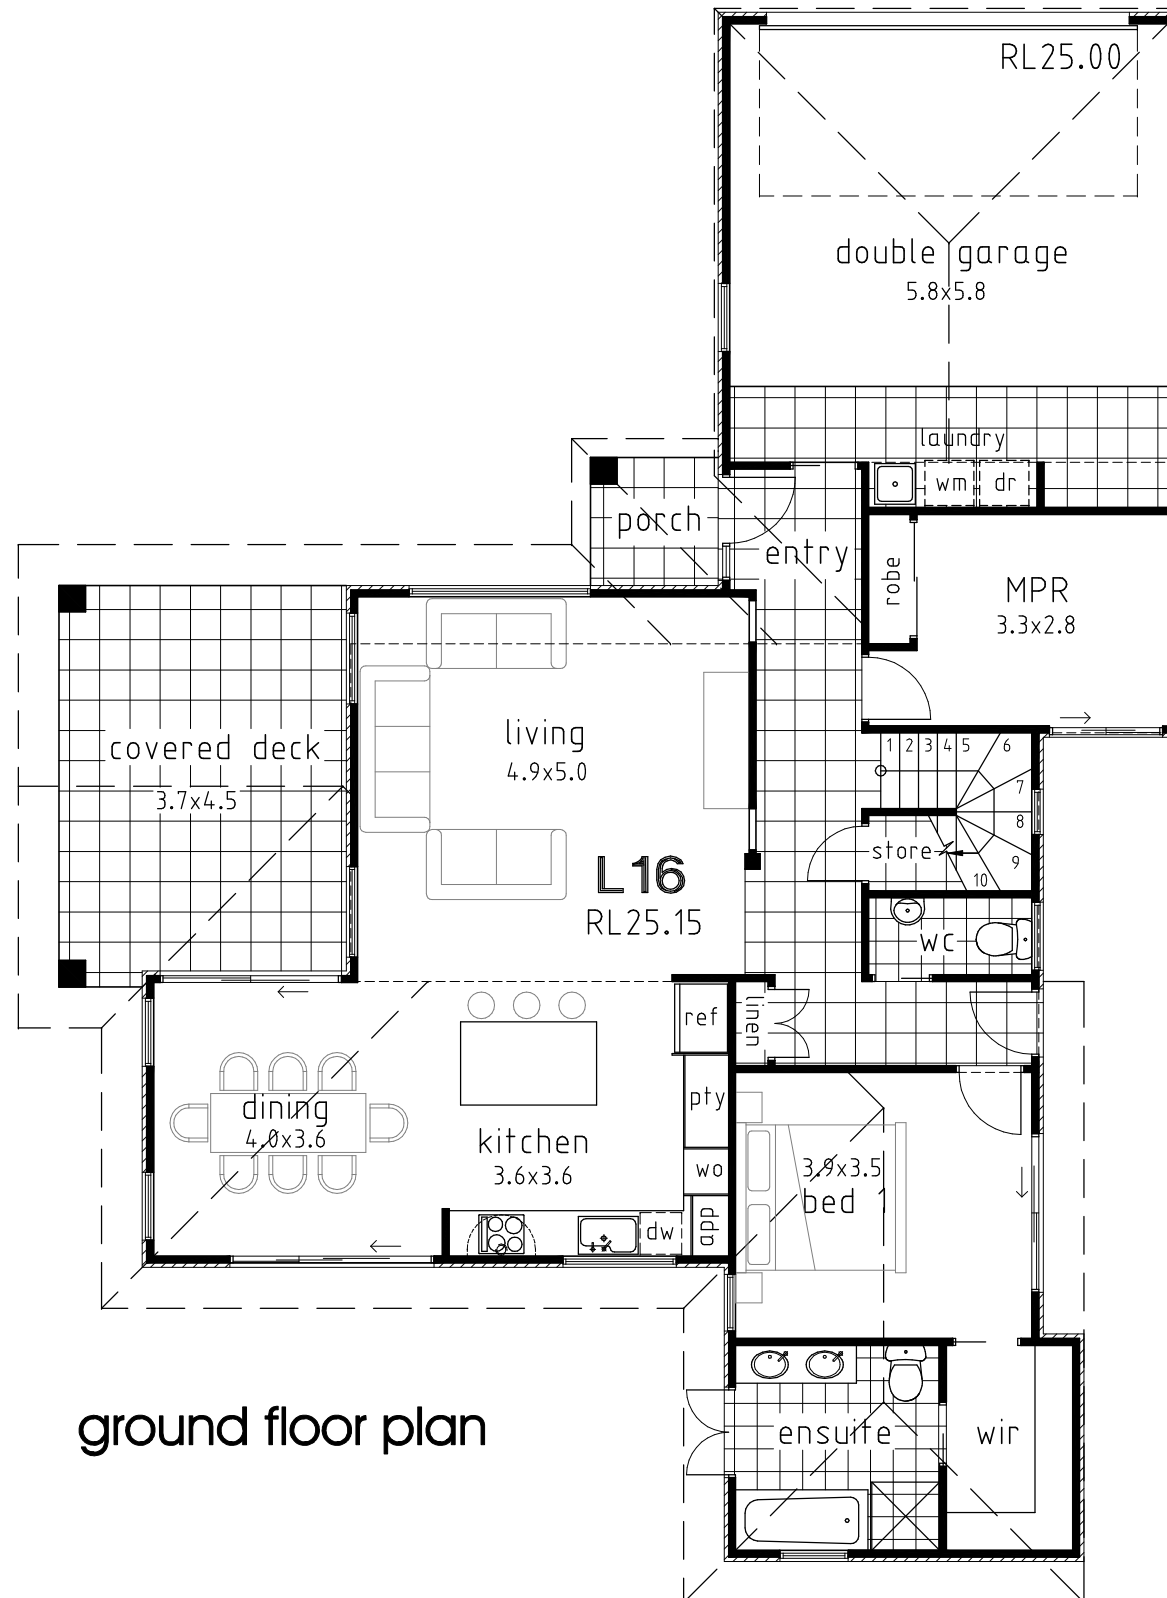 RL25.00
double garage
5.8x5.8
laundry
wm
dr
porch
entry
robe
MPR
3.3x2.8
living
4.9x5.0
covered deck
3.7x4.5
1 2 3 4 5 6
7
8
9
10
store
L16
RL25.15
wc
linen
ref
pty
dining
4.0x3.6
kitchen
3.6x3.6
wo
app
dw
3.9x3.5
bed
ground floor plan
ensuite
wir